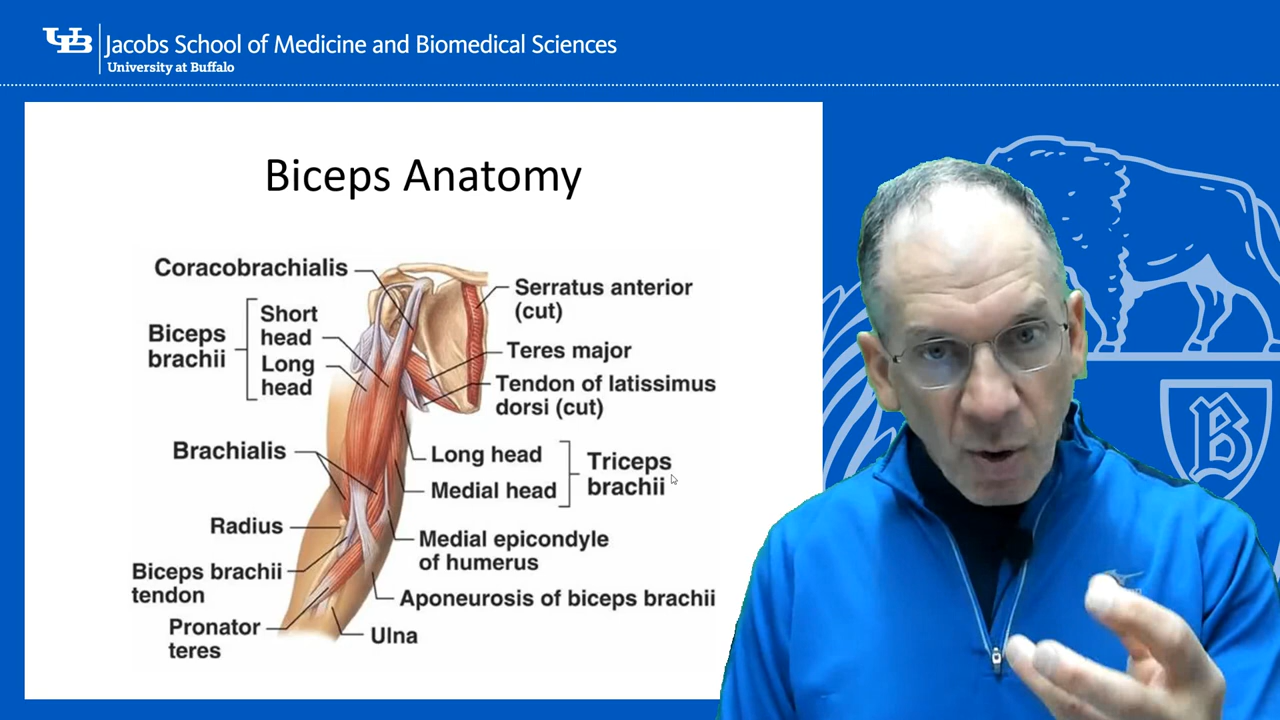 UB
Jacobs School of Medicine and Biomedical Sciences
University at Buffalo
Biceps Anatomy
Coracobrachialis
Biceps
brachii
Short
head
Long
head
Serratus anterior
(cut)
Teres major
Tendon of latissimus
dorsi (cut)
Brachialis
Long head
Medial head
Triceps
brachii
Radius
Medial epicondyle
of humerus
Biceps brachii
tendon
Aponeurosis of biceps brachii
Pronator
teres
Ulna
B